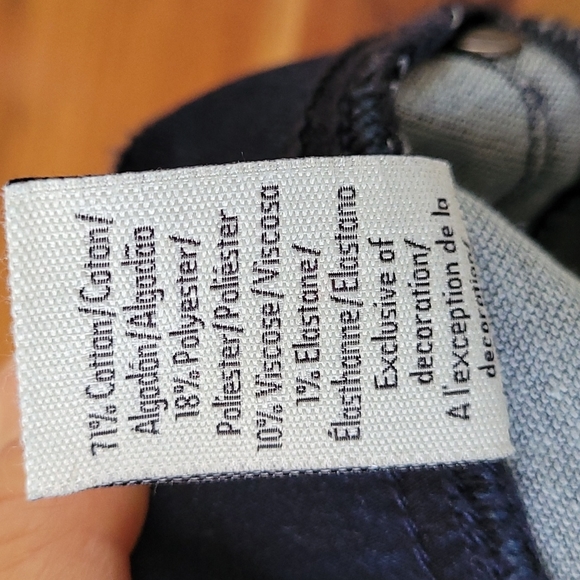 71% Cotton/Coton/
Algodón/Algodão
18% Polyester/
Poliester/Poliéster
10% Viscose/Viscosa
1% Elastane/
Élasthanne/Elastano
Exclusive of
decoration/
A l'exception de la